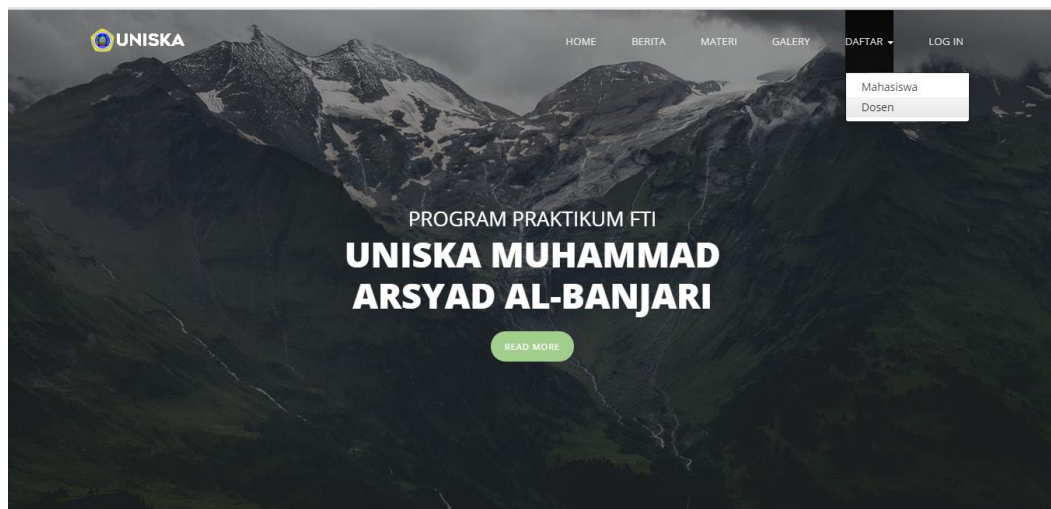 UNISKA
HOME BERITA MATERI GALERY DAFTAR LOG IN
Mahasiswa
Dosen
PROGRAM PRAKTIKUM FTI
UNISKA MUHAMMAD
ARSYAD AL-BANJARI
READ MORE